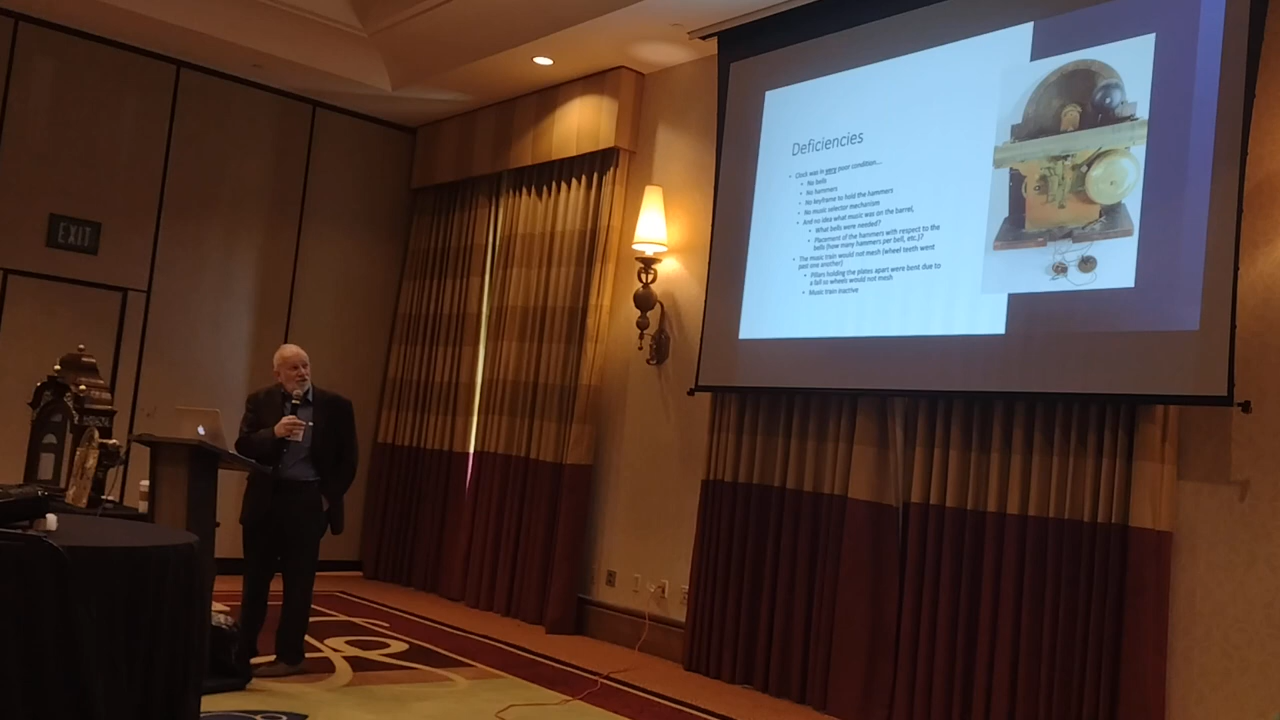 EXIT
Deficiencies
• Clock was in very poor condition....
• No bells
• No hammers
• No keyframe to hold the hammers
• No music selector mechanism
• And no idea what music was on the barrel,
• What bells were needed?
• Placement of the hammers with respect to the
bells (how many hammers per bell, etc.)?
• The music train would not mesh (wheel teeth went
past one another)
• Pillars holding the plates apart were bent due to
a fall so wheels would not mesh
• Music train inactive